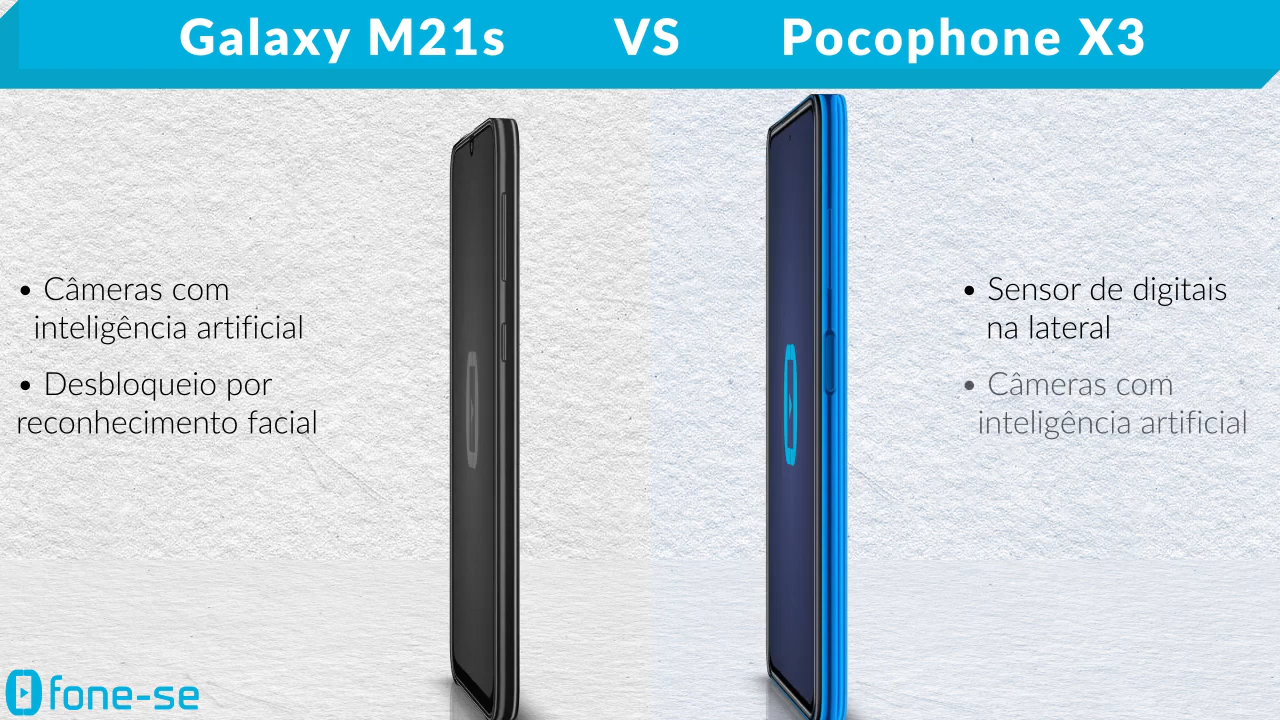 Galaxy M21s VS Pocophone X3
• Câmeras com
inteligência artificial
• Desbloqueio por
reconhecimento facial
• Sensor de digitais
na lateral
• Câmeras com
inteligência artificial
fone-se